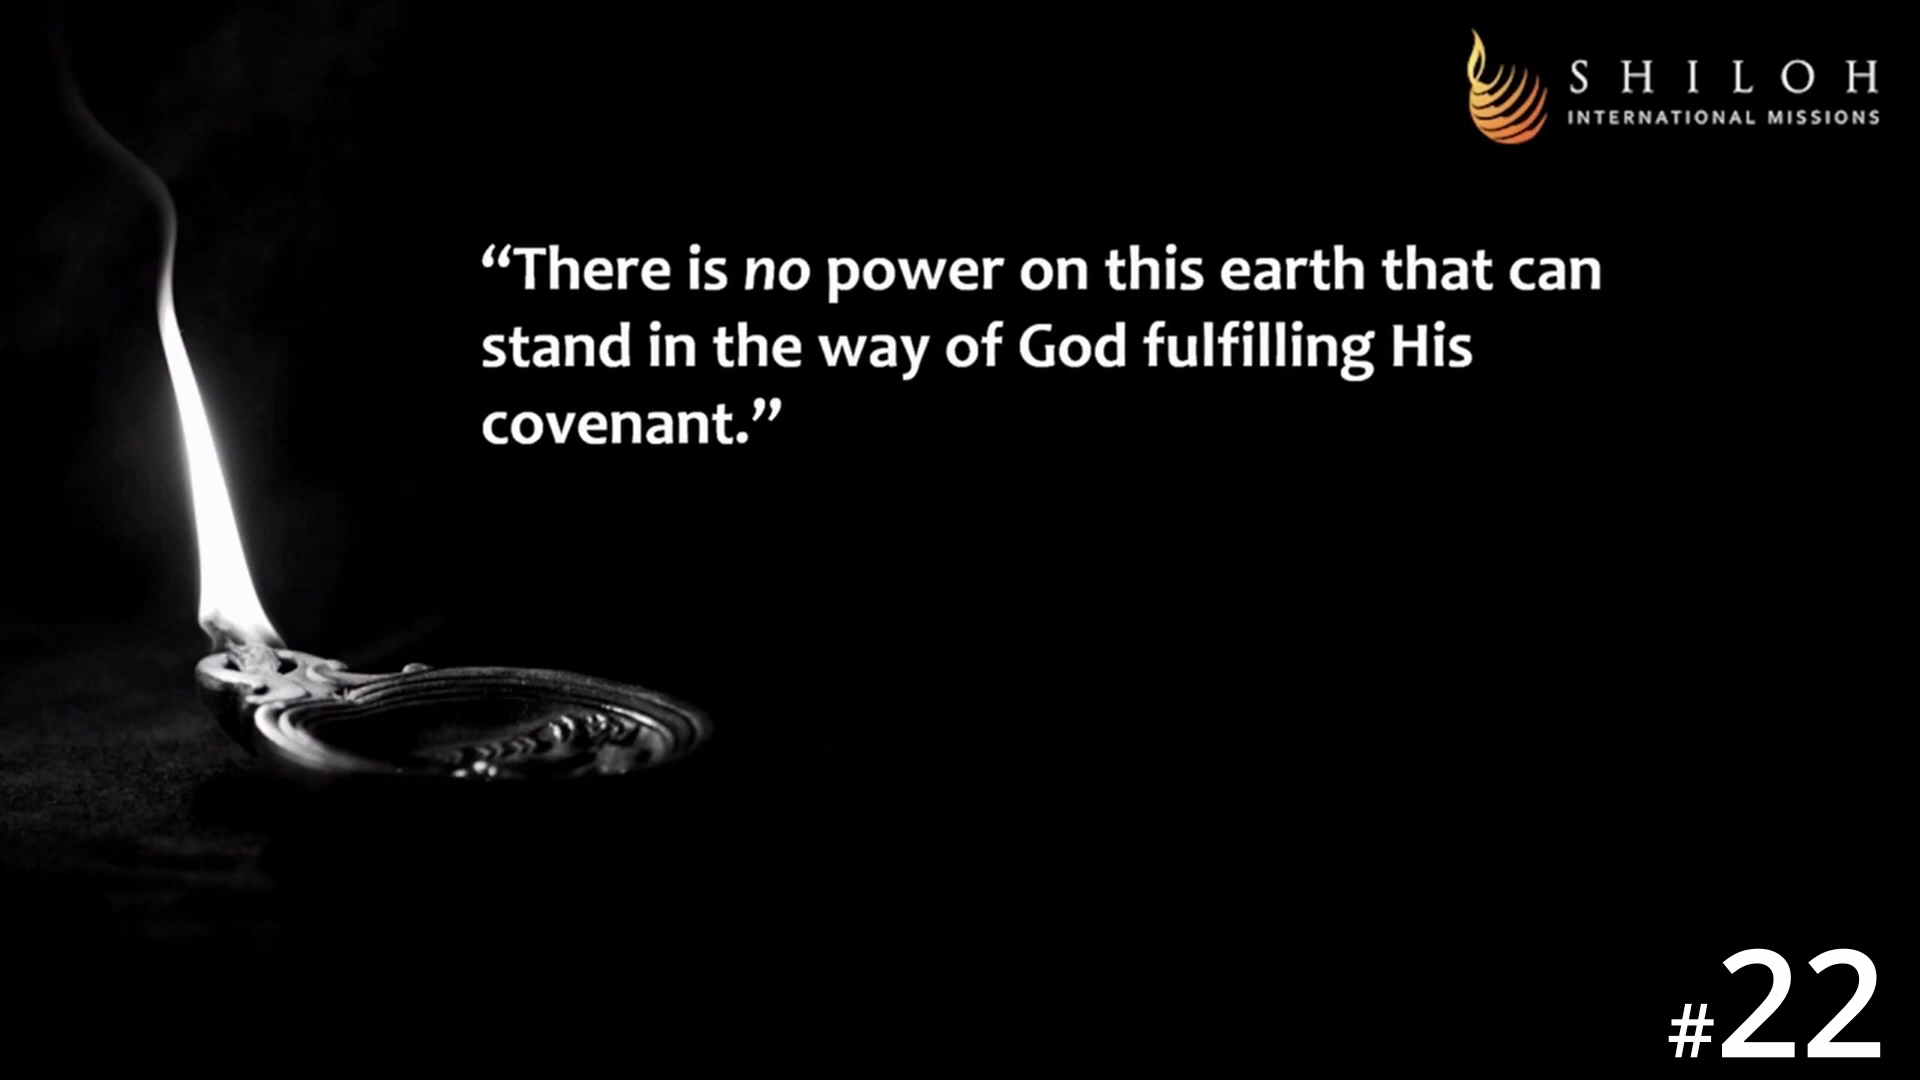 SHILOH
INTERNATIONAL MISSIONS
“There is no power on this earth that can
stand in the way of God fulfilling His
covenant.”
#22